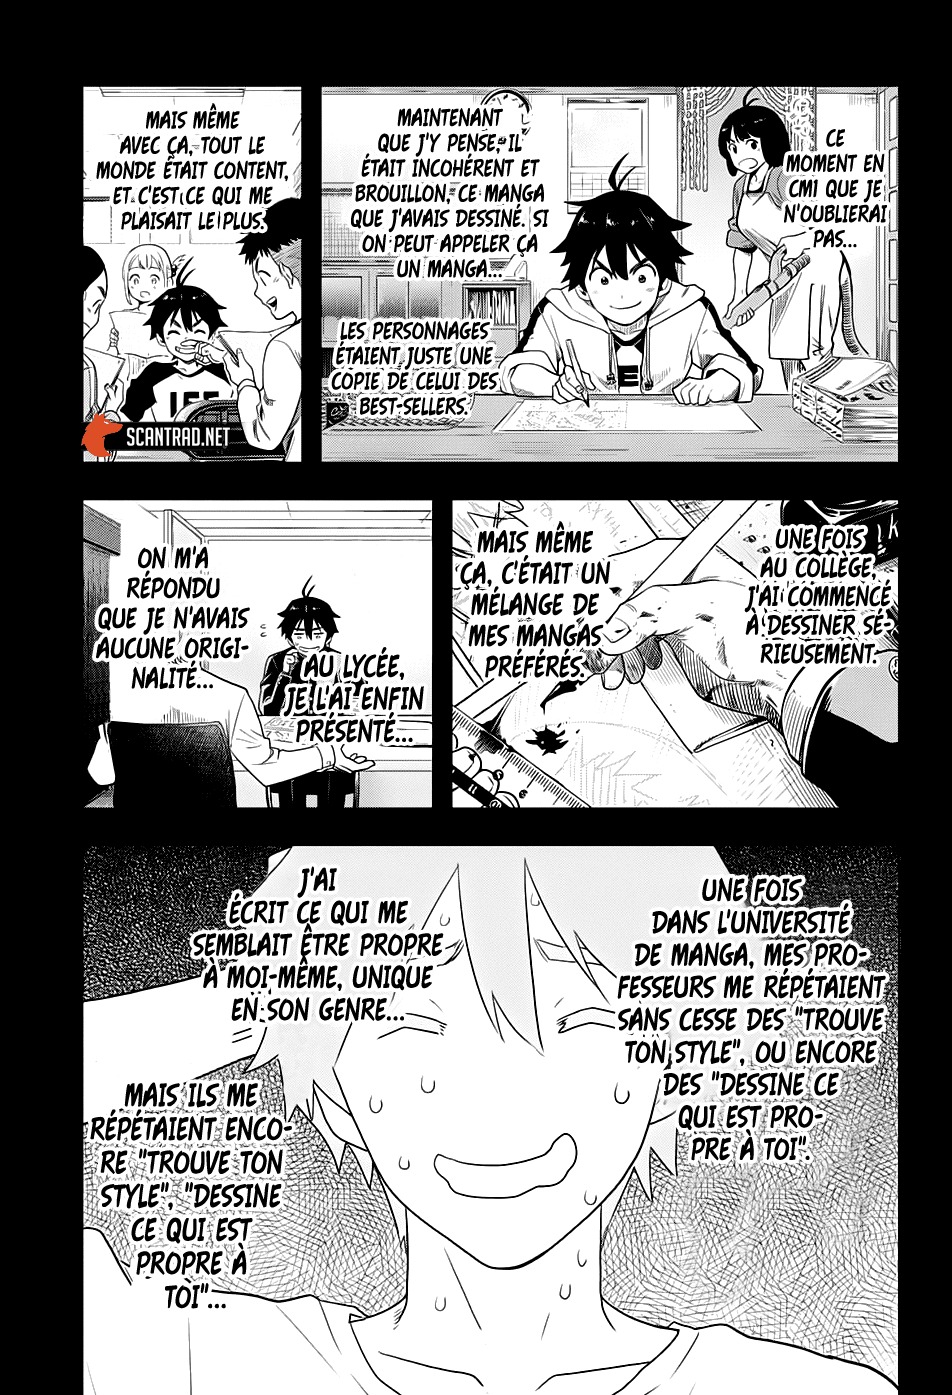 CE
MOMENT EN
CM1 QUE JE
N'OUBLIERAI
PAS...
MAINTENANT
QUE J'Y PENSE, IL
ÉTAIT INCOHÉRENT ET
BROUILLON, CE MANGA
QUE J'AVAIS DESSINÉ. SI
ON PEUT APPELER ÇA
UN MANGA...
LES PERSONNAGES
ÉTAIENT JUSTE UNE
COPIE DE CELUI DES
BEST-SELLERS.
MAIS MÊME
AVEC ÇA, TOUT LE
MONDE ÉTAIT CONTENT,
ET C'EST CE QUI ME
PLAISAIT LE PLUS.
SCANTRAD.NET
UNE FOIS
AU COLLÈGE,
J'AI COMMENCÉ
À DESSINER SÉ-
RIEUSEMENT.
MAIS MÊME
ÇA, C'ÉTAIT UN
MÉLANGE DE
MES MANGAS
PRÉFÉRÉS.
AU LYCÉE,
JE L'AI ENFIN
PRÉSENTÉ...
ON M'A
RÉPONDU
QUE JE N'AVAIS
AUCUNE ORIGI-
NALITÉ...
UNE FOIS
DANS L'UNIVERSITÉ
DE MANGA, MES PRO-
FESSEURS ME RÉPÉTAIENT
SANS CESSE DES "TROUVE
TON STYLE", OU ENCORE
DES "DESSINE CE
QUI EST PRO-
PRE À TOI".
J'AI
ÉCRIT CE QUI ME
SEMBLAIT ÊTRE PROPRE
À MOI-MÊME, UNIQUE
EN SON GENRE...
MAIS ILS ME
RÉPÉTAIENT ENCO-
RE "TROUVE TON
STYLE", "DESSINE
CE QUI EST
PROPRE À
TOI"...